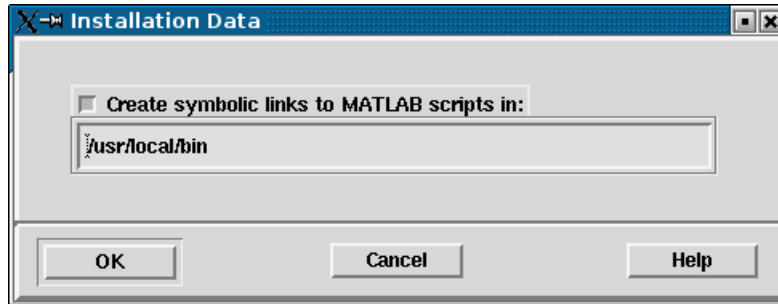 Installation Data
Create symbolic links to MATLAB scripts in:
/usr/local/bin
OK Cancel Help